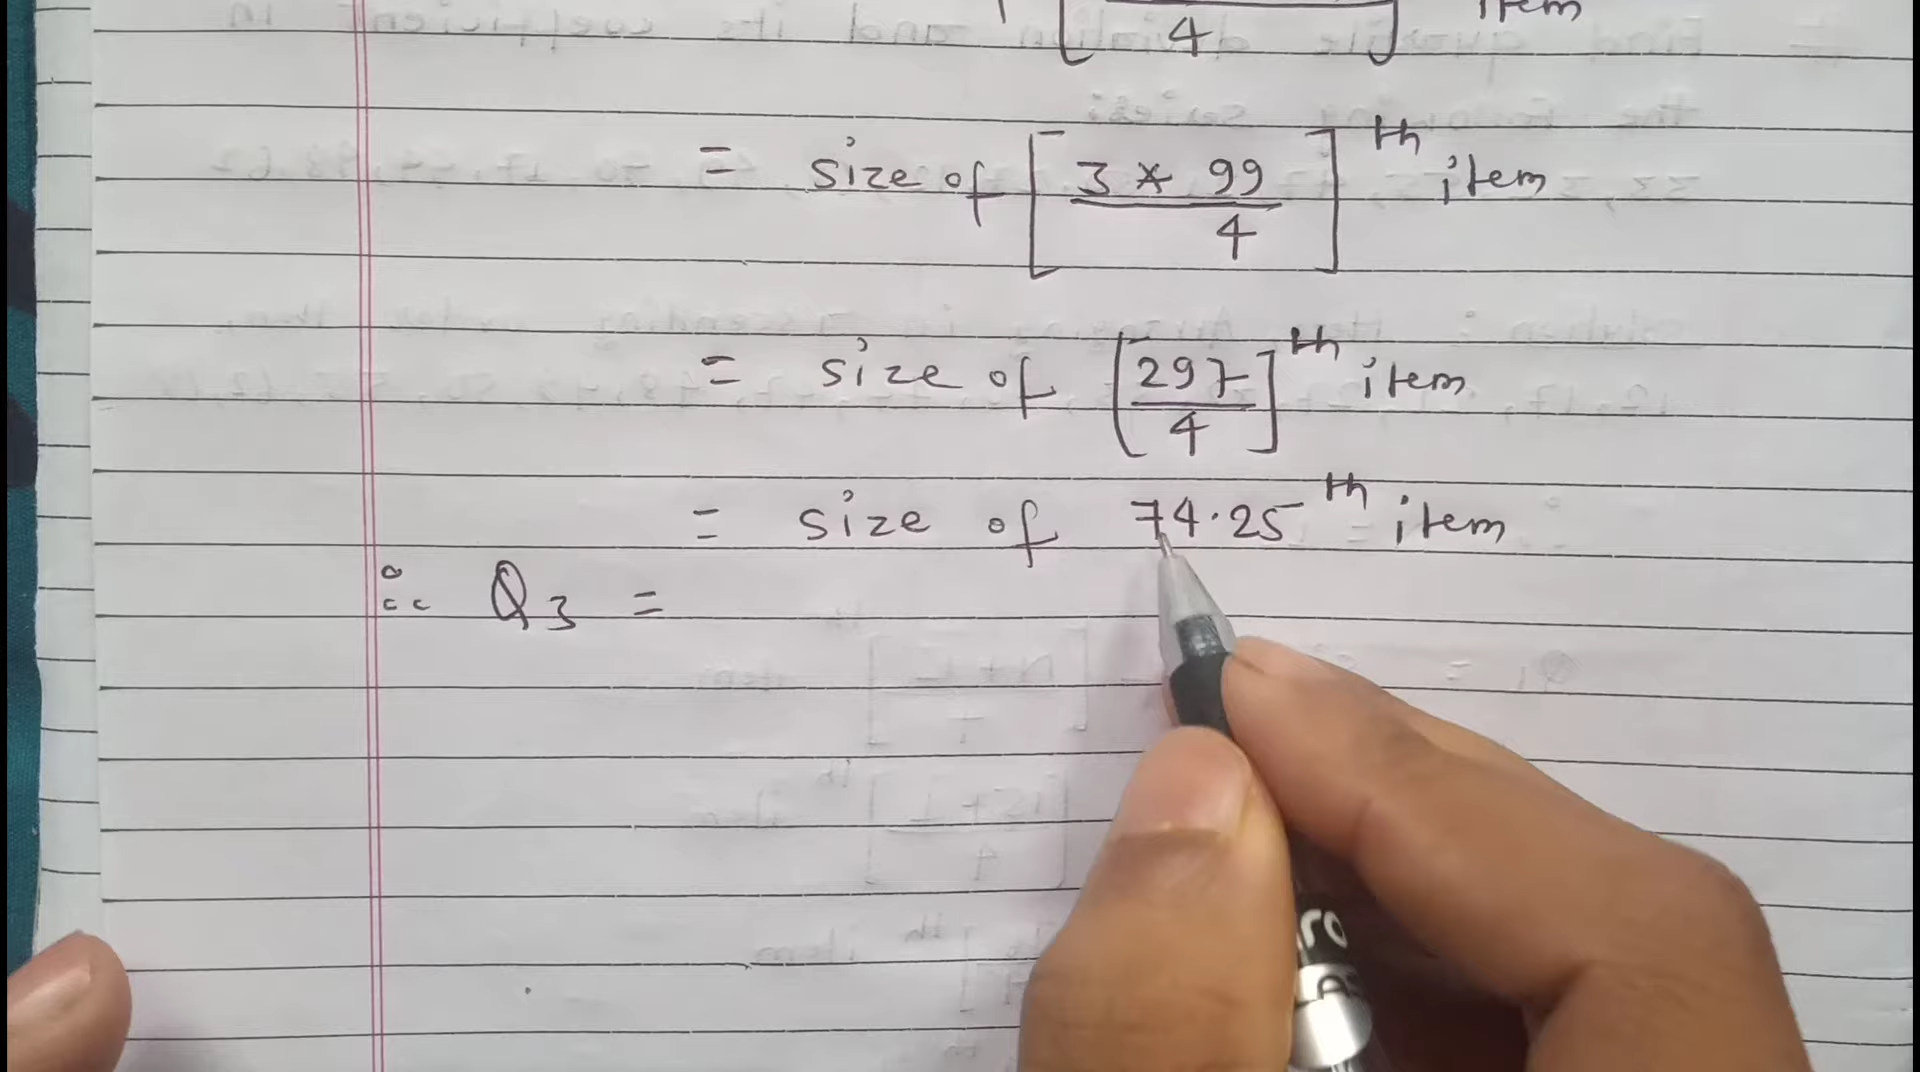 4 item
= size of [3 * 99 / 4]th item
= size of [297 / 4]th item
= size of 74.25th item
∴ Q3 =